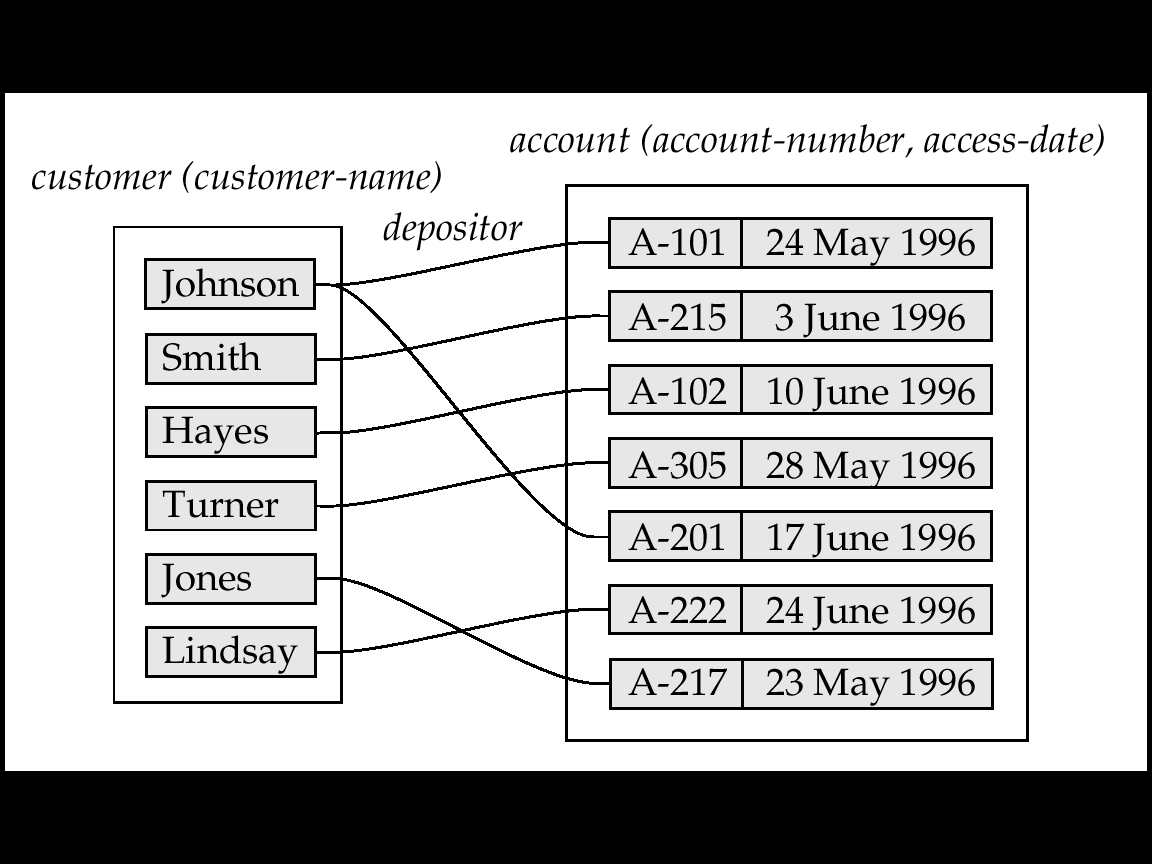 account (account-number, access-date)
customer (customer-name)
depositor
Johnson
Smith
Hayes
Turner
Jones
Lindsay
A-101 24 May 1996
A-215 3 June 1996
A-102 10 June 1996
A-305 28 May 1996
A-201 17 June 1996
A-222 24 June 1996
A-217 23 May 1996